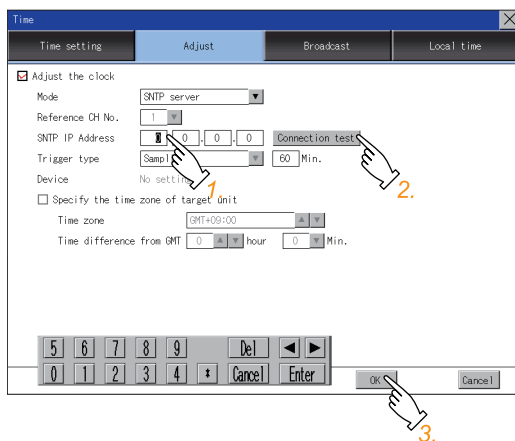 Time
Time setting Adjust Broadcast Local time
Adjust the clock
Mode SNTP server
Reference CH No. 1
SNTP IP Address 0 . 0 . 0 . 0 Connection test
Trigger type Sampl 60 Min.
Device No setting
1.
2.
Specify the time zone of target unit
Time zone GMT+09:00
Time difference from GMT 0 hour 0 Min.
5 6 7 8 9 Del
0 1 2 3 4 Cancel Enter
OK Cancel
3.